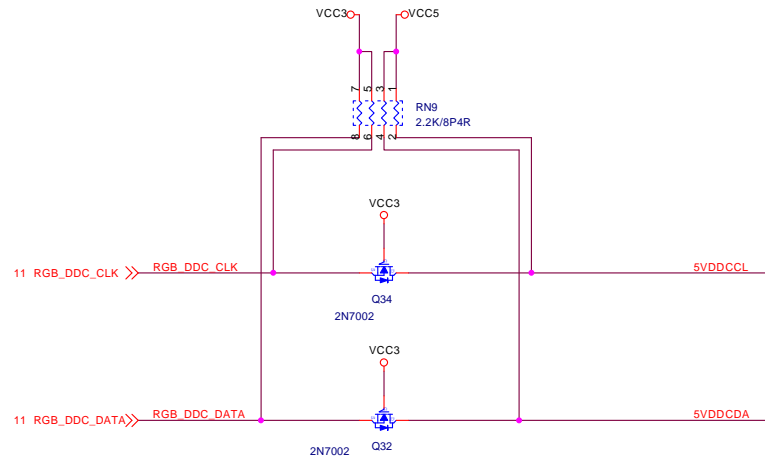 VCC3
VCC5
7
5
3
1
RN9
2.2K/8P4R
8
6
4
2
VCC3
11 RGB_DDC_CLK
RGB_DDC_CLK
5VDDCCL
Q34
2N7002
VCC3
11 RGB_DDC_DATA
RGB_DDC_DATA
5VDDCDA
2N7002
Q32